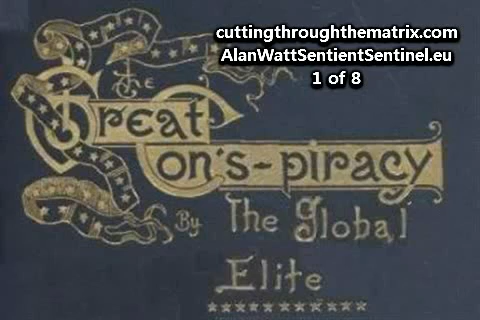 cuttingthroughthematrix.com
AlanWattSentientSentinel.eu
1 of 8
The
Great
Con's-piracy
By The Global
Elite